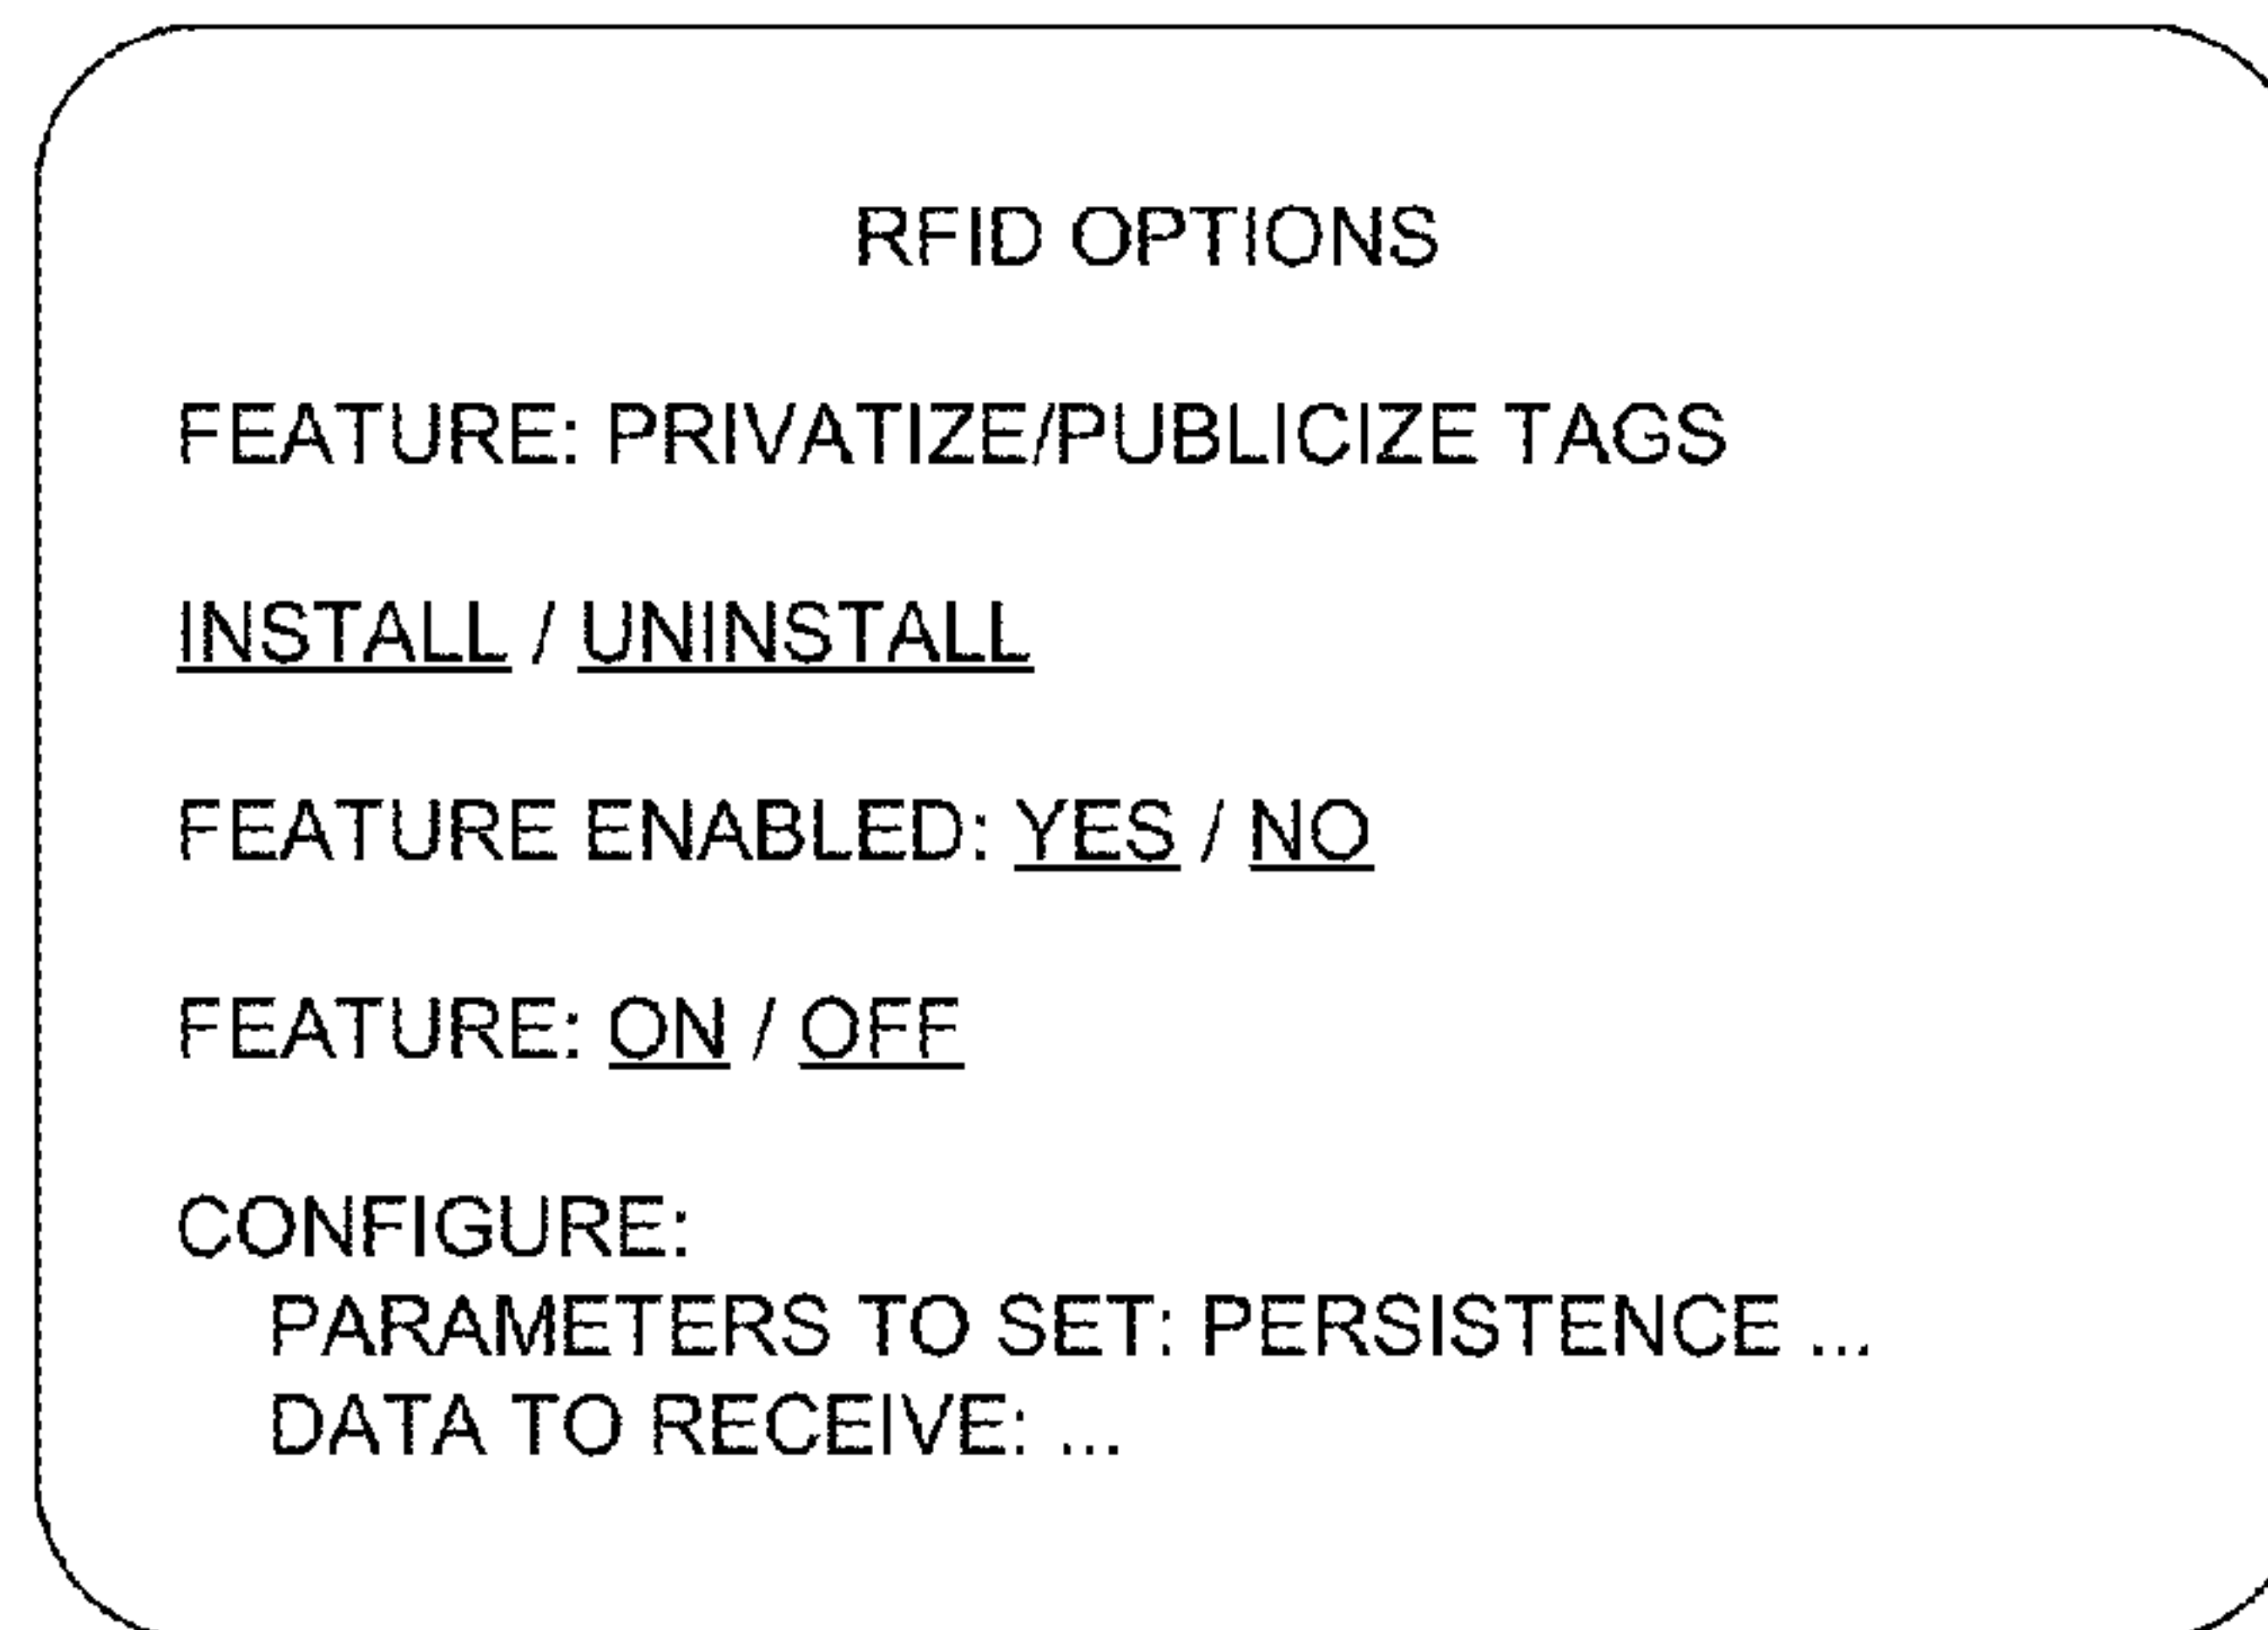 RFID OPTIONS
FEATURE: PRIVATIZE/PUBLICIZE TAGS
INSTALL / UNINSTALL
FEATURE ENABLED: YES / NO
FEATURE: ON / OFF
CONFIGURE:
PARAMETERS TO SET: PERSISTENCE ...
DATA TO RECEIVE: ...